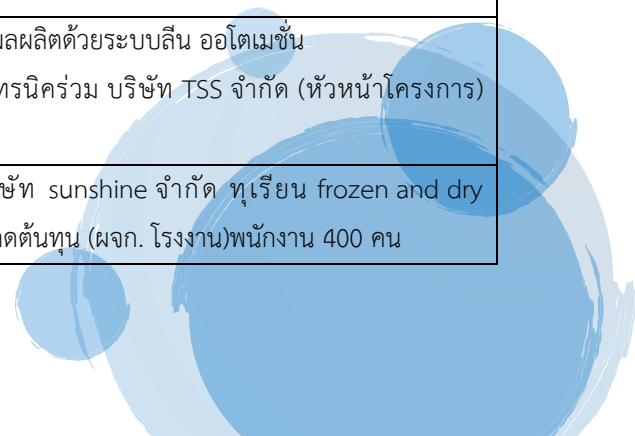 ผลผลิตด้วยระบบลีน ออโตเมชั่น
ทรนิคร่วม บริษัท TSS จำกัด (หัวหน้าโครงการ)
ษัท sunshine จำกัด ทุเรียน frozen and dry
ลดต้นทุน (ผจก. โรงงาน)พนักงาน 400 คน